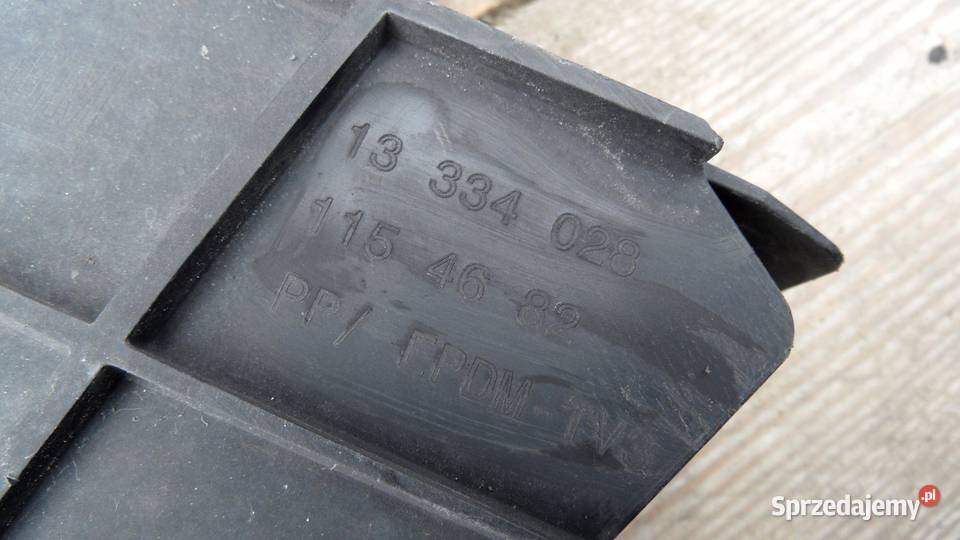 13 334 028
115 46 82
PP/ EPDM-TV
Sprzedajemy.pl